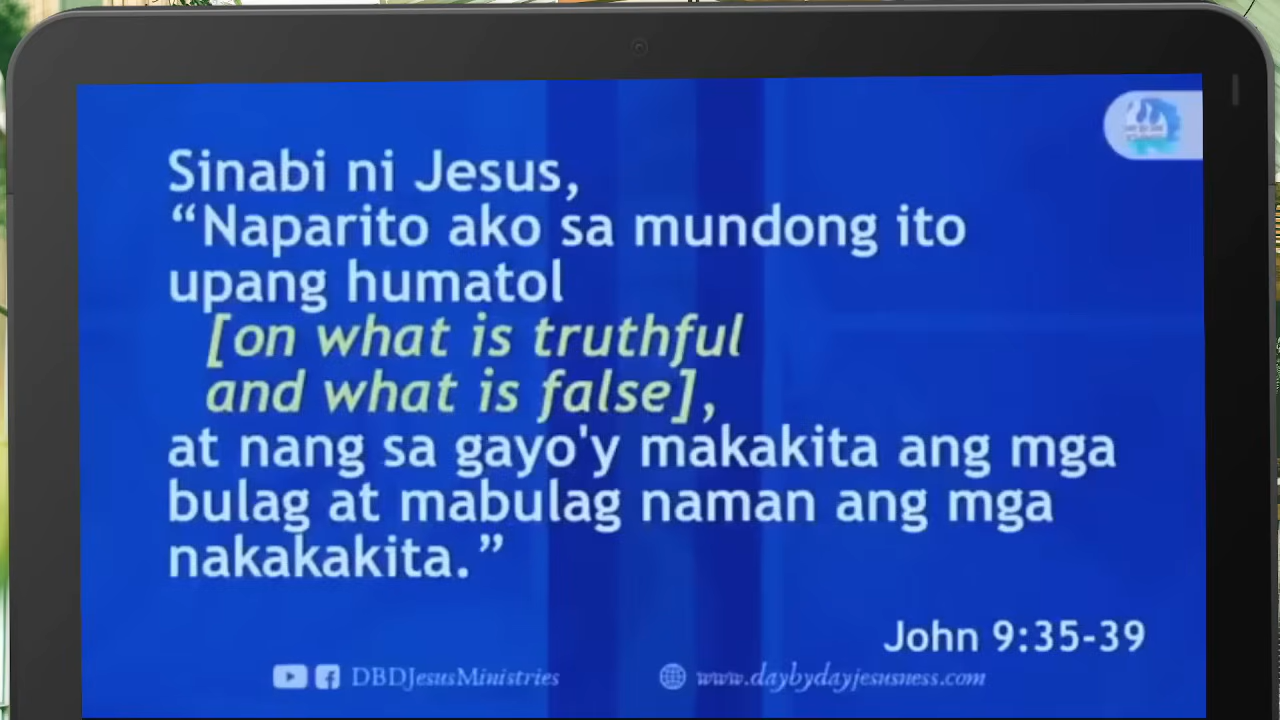 Sinabi ni Jesus,
“Naparito ako sa mundong ito
upang humatol
[on what is truthful
and what is false],
at nang sa gayo'y makakita ang mga
bulag at mabulag naman ang mga
nakakakita.”
John 9:35-39
DBDJesusMinistries
www.daybydayjesusness.com